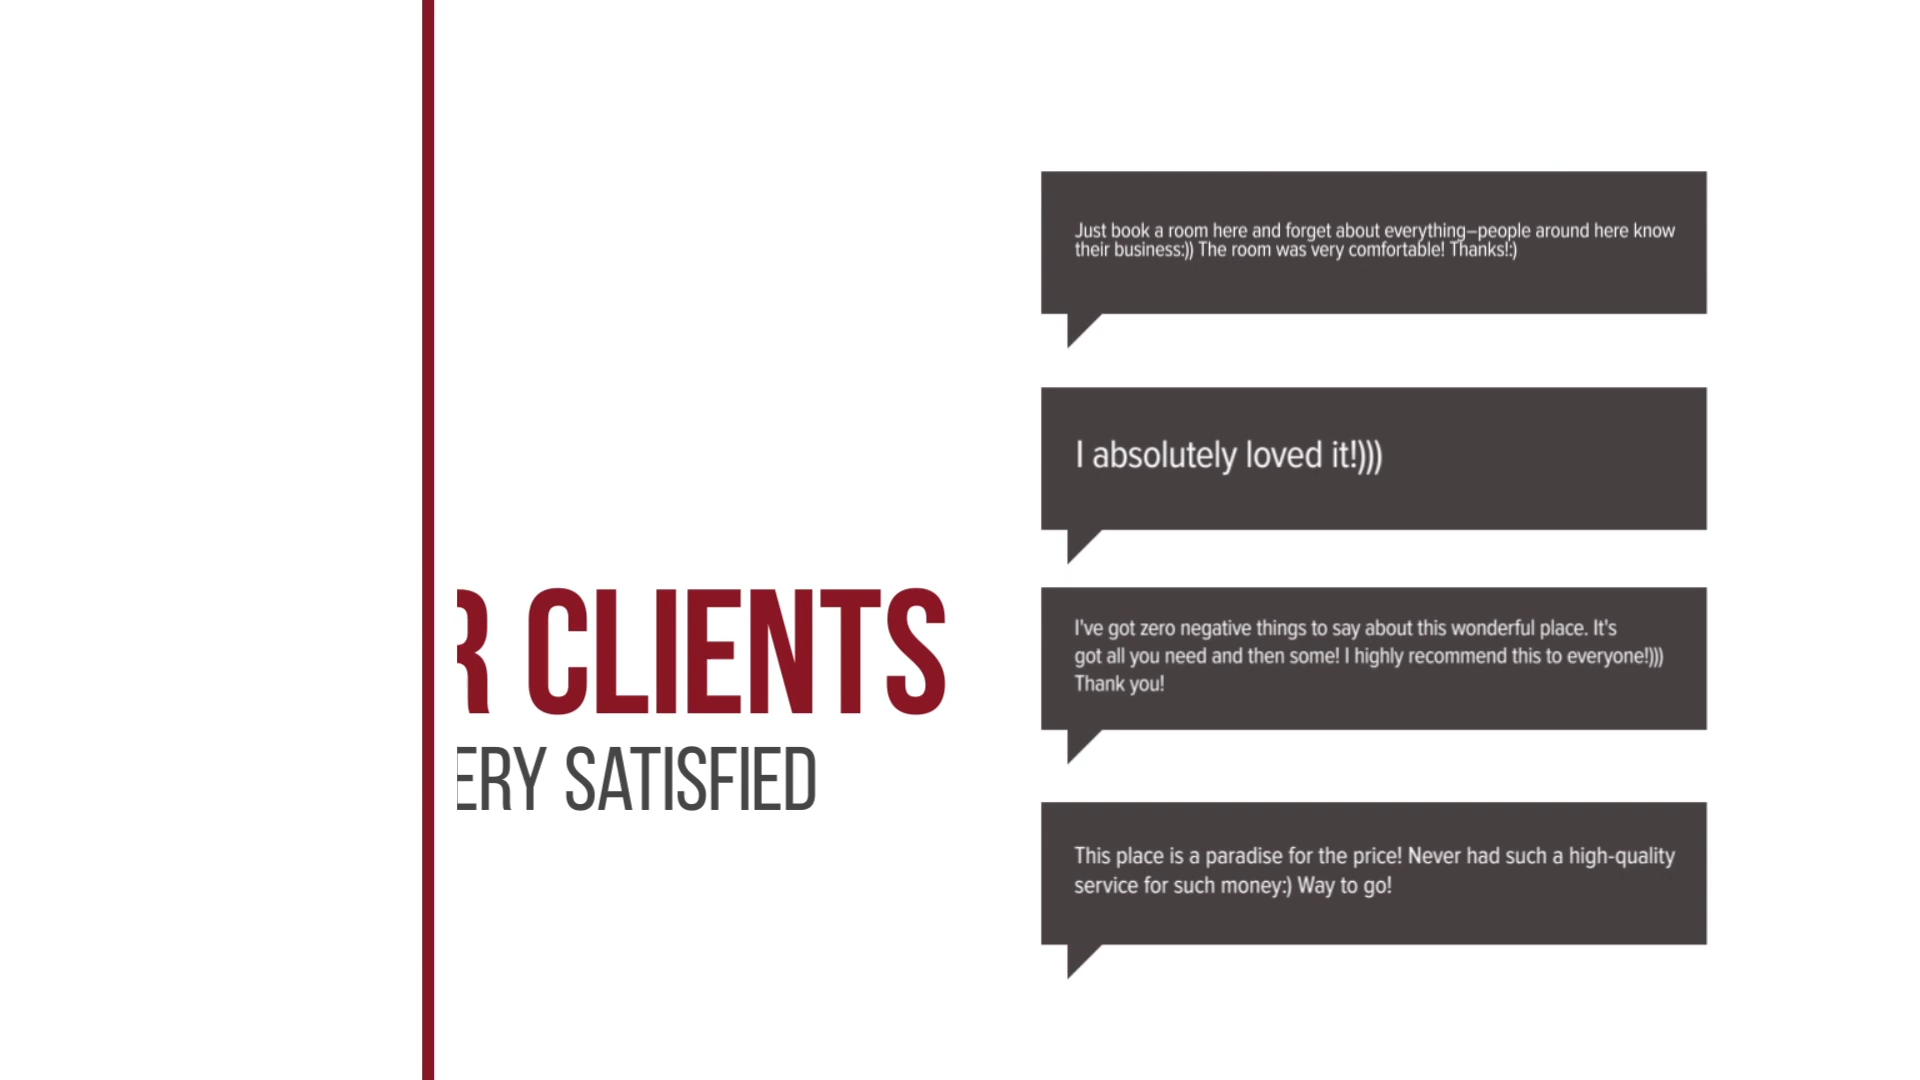 R CLIENTS
ERY SATISFIED
Just book a room here and forget about everything–people around here know
their business:)) The room was very comfortable! Thanks!:)
I absolutely loved it!)))
I've got zero negative things to say about this wonderful place. It's
got all you need and then some! I highly recommend this to everyone!)))
Thank you!
This place is a paradise for the price! Never had such a high-quality
service for such money:) Way to go!